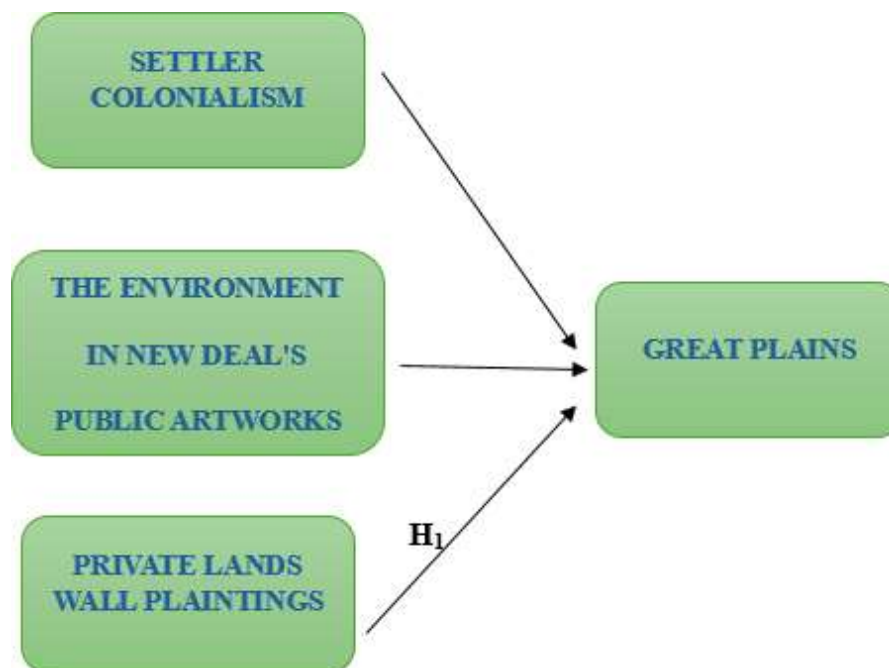 SETTLER
COLONIALISM
THE ENVIRONMENT
IN NEW DEAL'S
PUBLIC ARTWORKS
GREAT PLAINS
H₁
PRIVATE LANDS
WALL PLAINTINGS